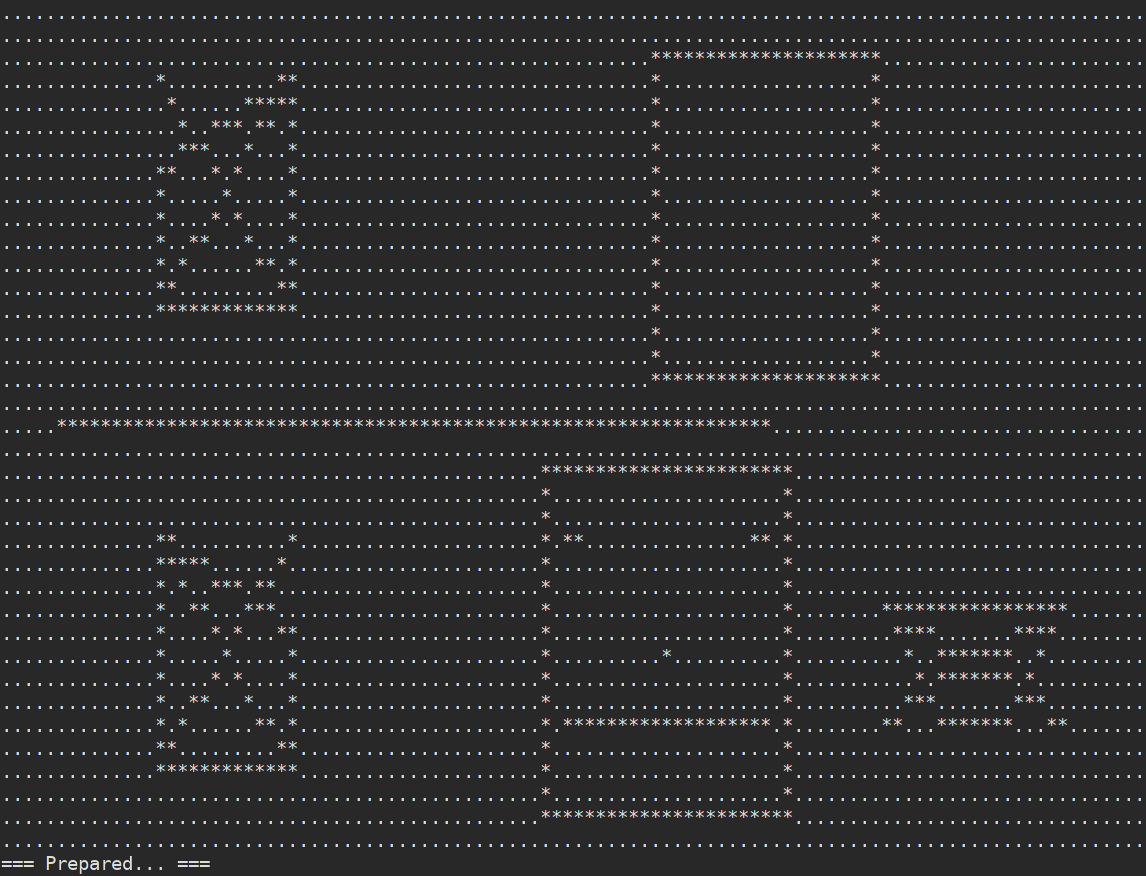 === Prepared... ===